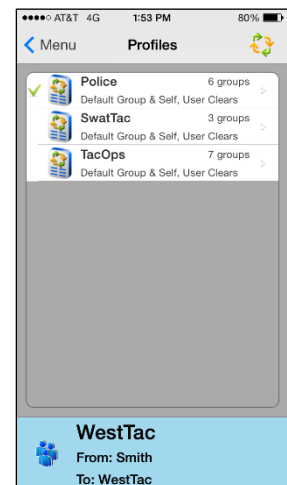 AT&T 4G 1:53 PM 80%
Menu Profiles
Police 6 groups
Default Group & Self, User Clears
SwatTac 3 groups
Default Group & Self, User Clears
TacOps 7 groups
Default Group & Self, User Clears
WestTac
From: Smith
To: WestTac